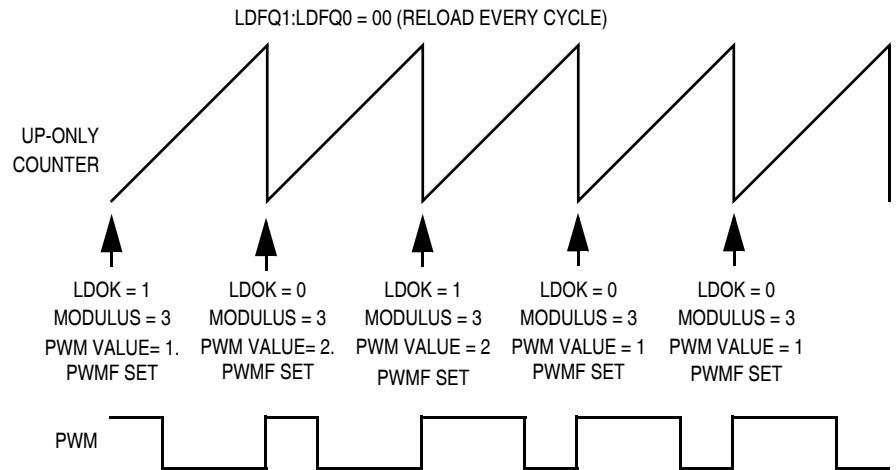 LDFQ1:LDFQ0 = 00 (RELOAD EVERY CYCLE)
UP-ONLY
COUNTER
LDOK = 1
MODULUS = 3
PWM VALUE= 1.
PWMF SET
LDOK = 0
MODULUS = 3
PWM VALUE= 2.
PWMF SET
LDOK = 1
MODULUS = 3
PWM VALUE = 2
PWMF SET
LDOK = 0
MODULUS = 3
PWM VALUE = 1
PWMF SET
LDOK = 0
MODULUS = 3
PWM VALUE = 1
PWMF SET
PWM